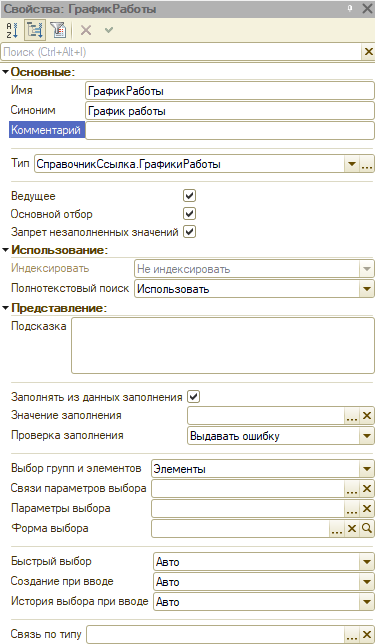 Свойства: ГрафикРаботы
Поиск (Ctrl+Alt+I)
Основные:
Имя ГрафикРаботы
Синоним График работы
Комментарий
Тип СправочникСсылка.ГрафикиРаботы
Ведущее
Основной отбор
Запрет незаполненных значений
Использование:
Индексировать Не индексировать
Полнотекстовый поиск Использовать
Представление:
Подсказка
Заполнять из данных заполнения
Значение заполнения
Проверка заполнения Выдавать ошибку
Выбор групп и элементов Элементы
Связи параметров выбора
Параметры выбора
Форма выбора
Быстрый выбор Авто
Создание при вводе Авто
История выбора при вводе Авто
Связь по типу